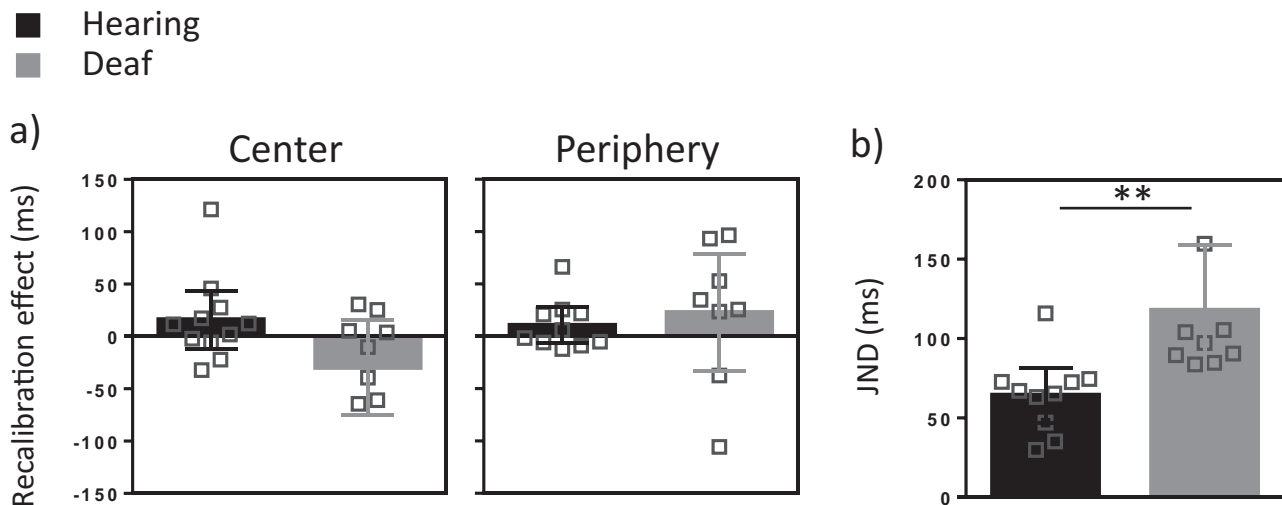 Hearing
Deaf
a)
Center
Periphery
b)
Recalibration effect (ms)
150
100
50
0
-50
-100
-150
JND (ms)
200
150
100
50
0
**